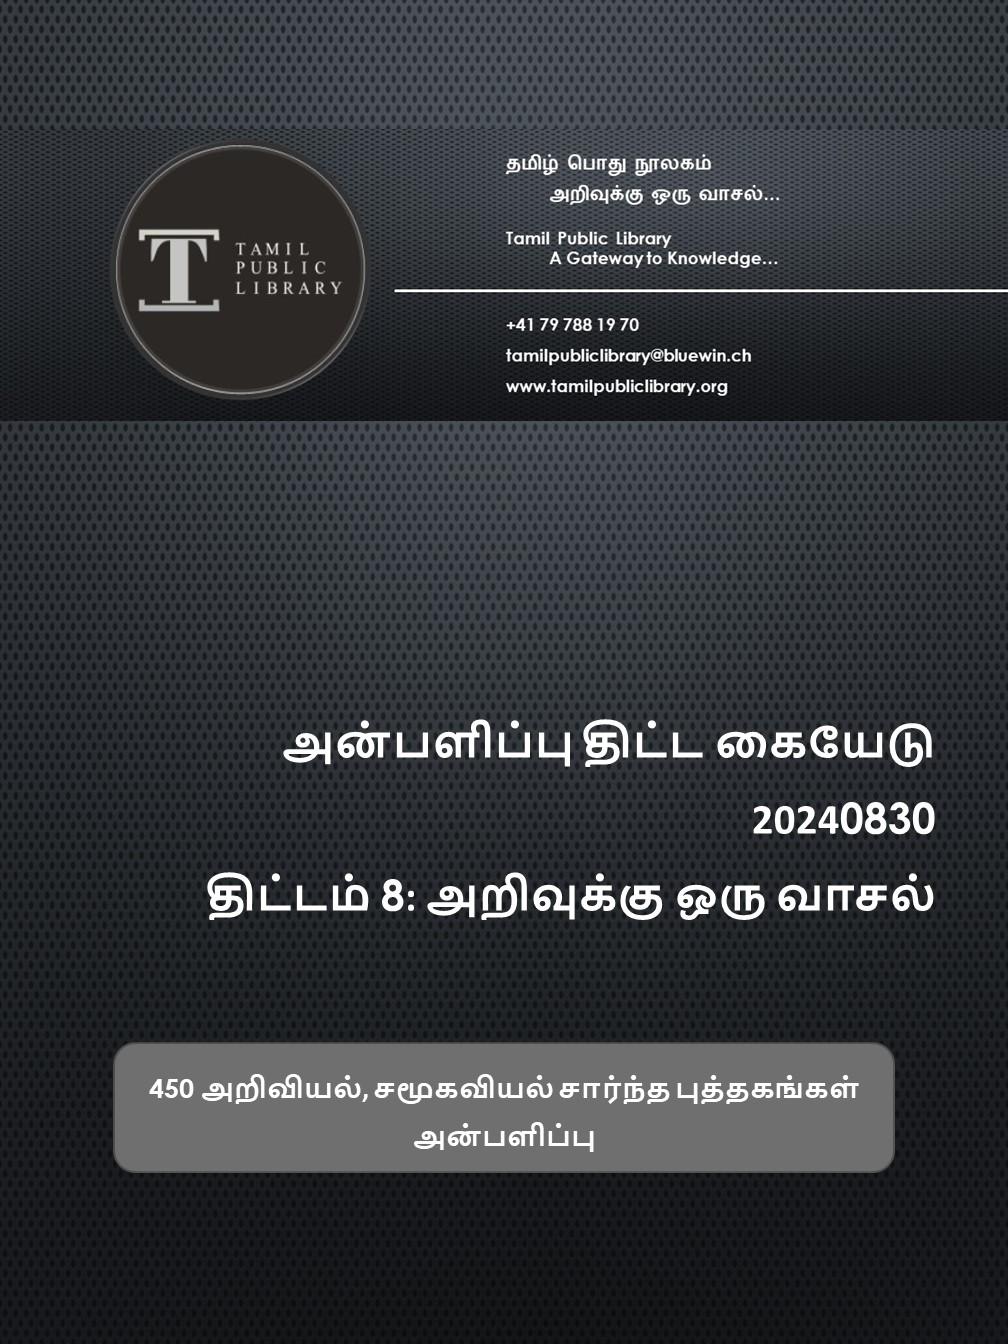 TAMIL
PUBLIC
LIBRARY
தமிழ் பொது நூலகம்
அறிவுக்கு ஒரு வாசல்...
Tamil Public Library
A Gateway to Knowledge...
+41 79 788 19 70
tamilpubliclibrary@bluewin.ch
www.tamilpubliclibrary.org
அன்பளிப்பு திட்ட கையேடு
20240830
திட்டம் 8: அறிவுக்கு ஒரு வாசல்
450 அறிவியல், சமூகவியல் சார்ந்த புத்தகங்கள்
அன்பளிப்பு